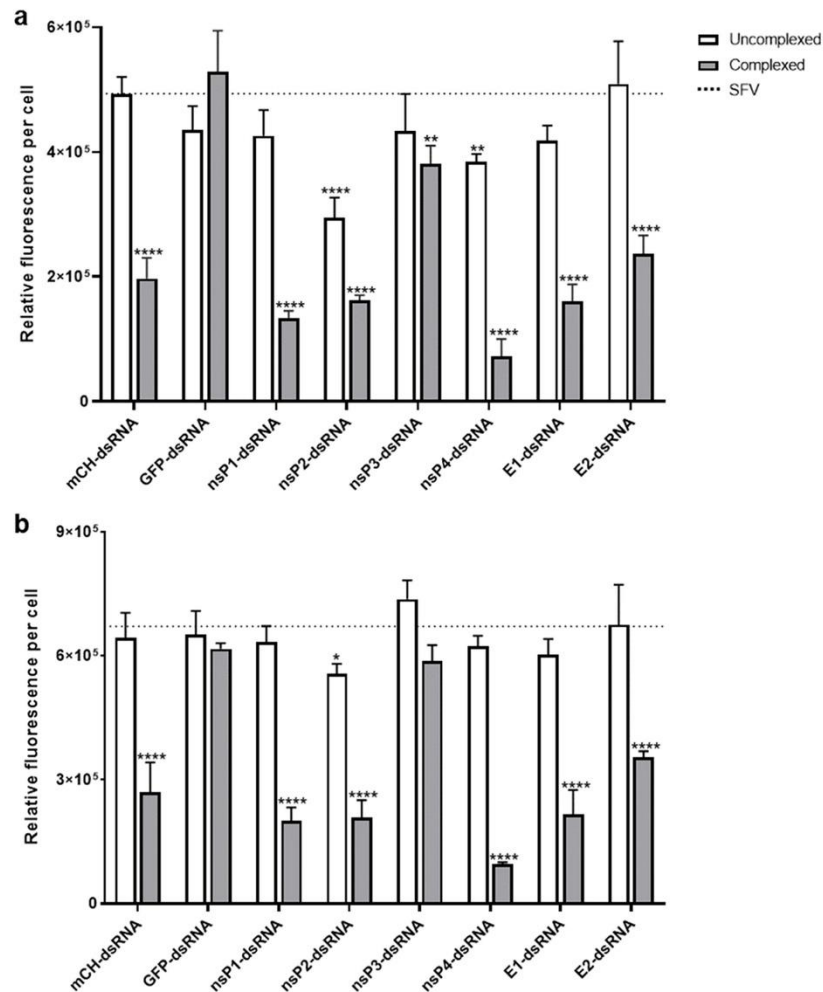 a
Relative fluorescence per cell
6×10⁵
4×10⁵
2×10⁵
0
****
****
****
****
**
**
****
****
****
mCH-dsRNA
GFP-dsRNA
nsP1-dsRNA
nsP2-dsRNA
nsP3-dsRNA
nsP4-dsRNA
E1-dsRNA
E2-dsRNA
Uncomplexed
Complexed
SFV
b
Relative fluorescence per cell
9×10⁵
6×10⁵
3×10⁵
0
****
****
*
****
****
****
****
mCH-dsRNA
GFP-dsRNA
nsP1-dsRNA
nsP2-dsRNA
nsP3-dsRNA
nsP4-dsRNA
E1-dsRNA
E2-dsRNA